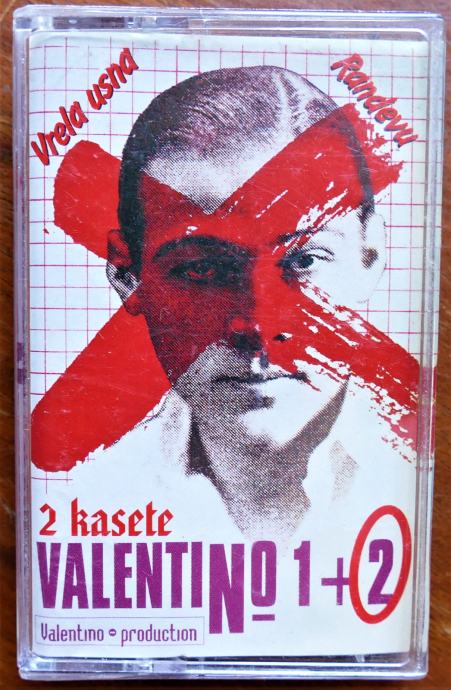 Vrela usna
Randevu
2 kasete
VALENTINO 1+2
Valentino - production